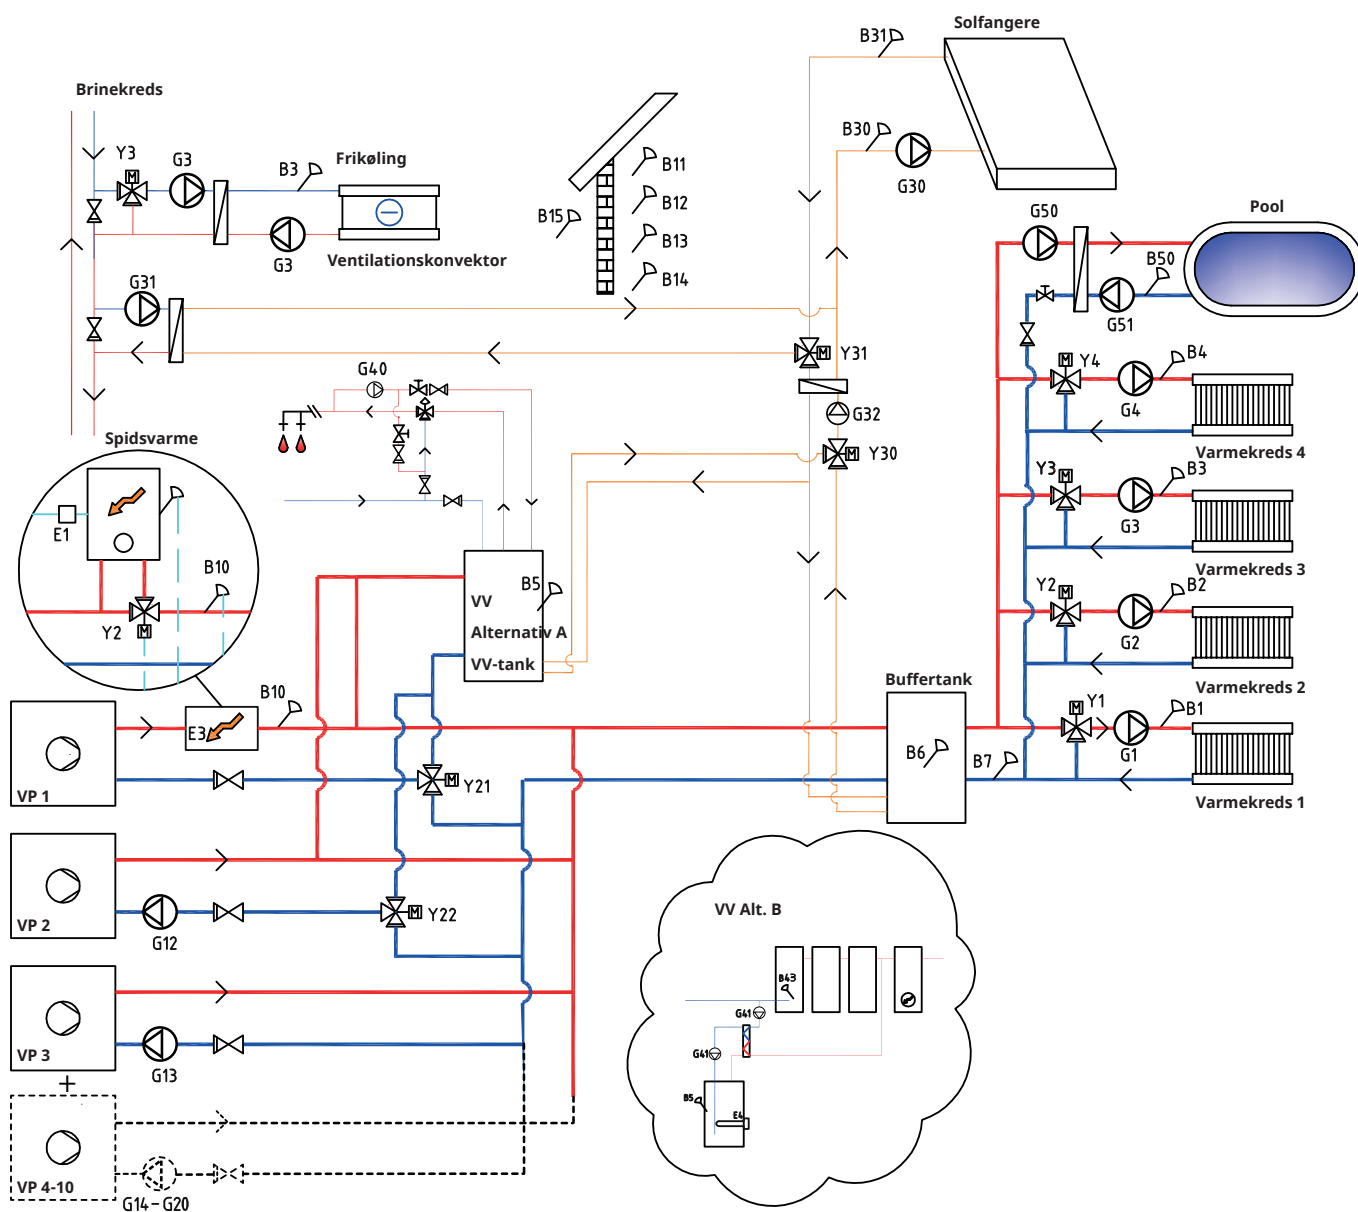 Solfangere
B31
Brinekreds
B30
G30
Y3
G3
B3
Frikøling
B11
B12
B13
B14
B15
G50
Pool
B50
G51
G3
Ventilationskonvektor
G31
Y31
G40
G32
Y30
Y4
B4
G4
Varmekreds 4
Spidsvarme
E1
B10
Y2
Y3
B3
G3
Varmekreds 3
B5
VV
Alternativ A
VV-tank
Y2
B2
G2
Varmekreds 2
Buffertank
B10
E3
VP 1
Y21
B6
B7
Y1
B1
G1
Varmekreds 1
VP 2
G12
Y22
VV Alt. B
B43
G41
G41
B5
E4
VP 3
G13
+
VP 4-10
G14-G20